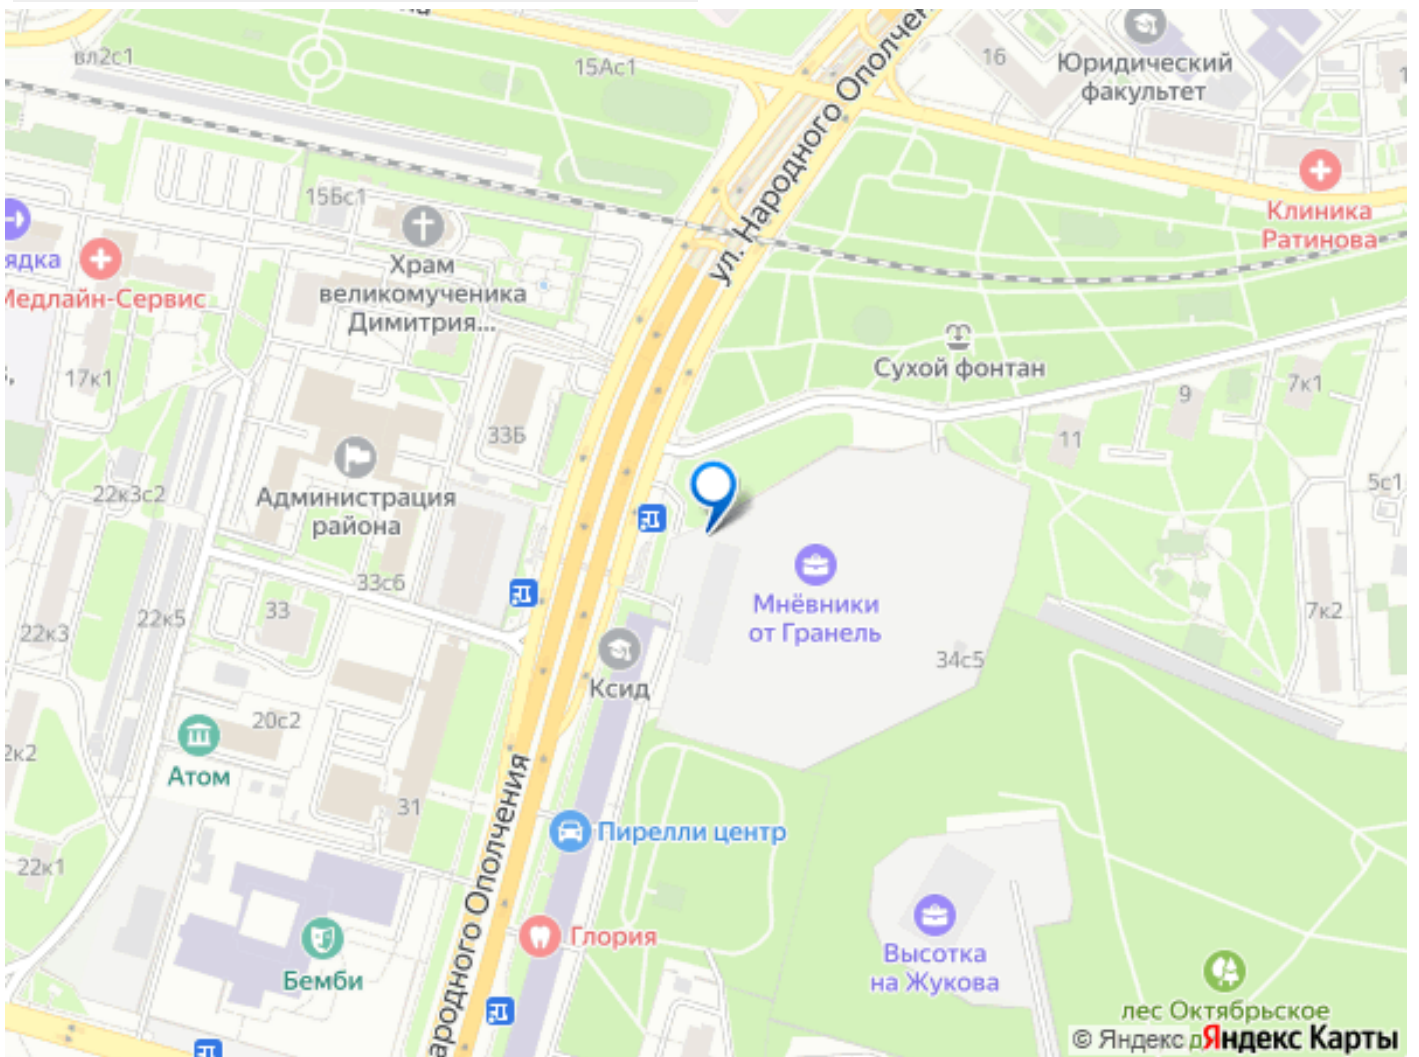 вл2с1
15Ас1
ул. Народного Ополчен
16
Юридический
факультет
Клиника
Ратинова
15Бс1
Храм
великомученика
Димитрия...
ядка
Медлайн-Сервис
17к1
33Б
Сухой фонтан
7к1
9
11
5с1
22к3с2
Администрация
района
33с6
33
22к5
22к3
Мнёвники
от Гранель
7к2
34с5
Ксид
20с2
2к2
Атом
31
ародного Ополчения
Пирелли центр
22к1
Глория
Бемби
Высотка
на Жукова
лес Октябрьское
© Яндекс
Яндекс Карты